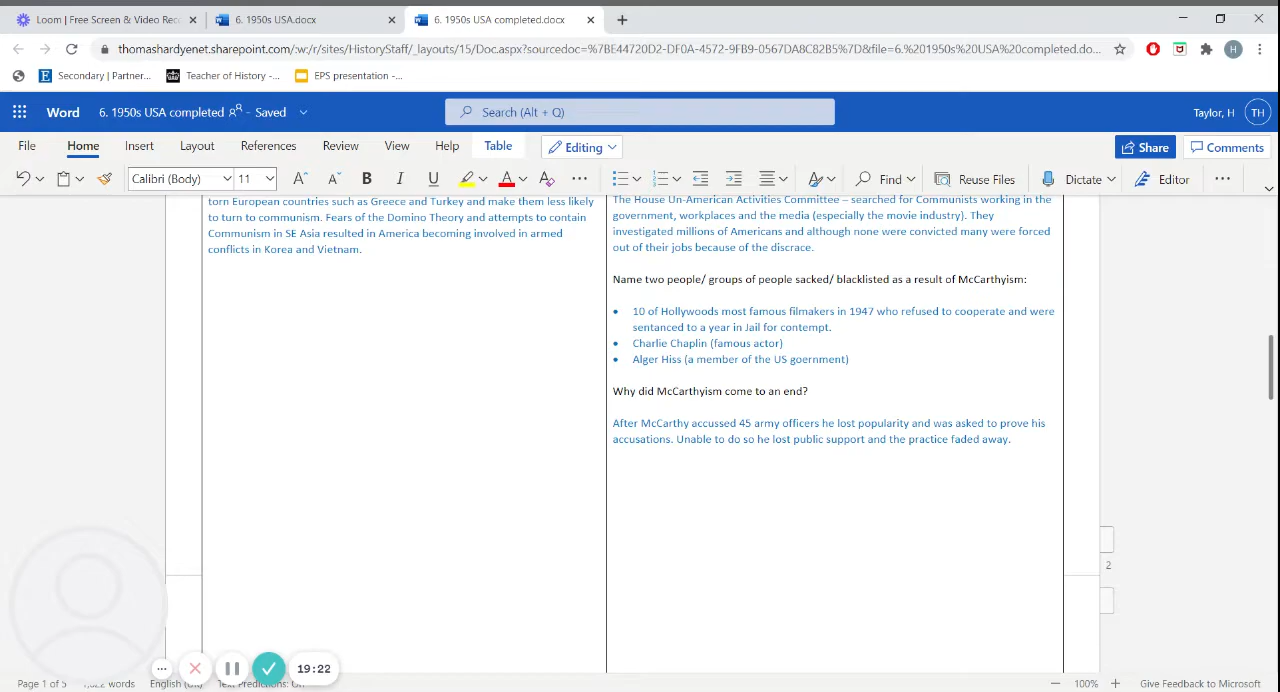 Loom | Free Screen & Video Rec
6. 1950s USA.docx
6. 1950s USA completed.docx
thomashardyenet.sharepoint.com/:w:/r/sites/HistoryStaff/_layouts/15/Doc.aspx?sourcedoc=%7BE44720D2-DF0A-4572-9FB9-0567DA8C82B5%7D&file=6.%201950s%20USA%20completed.do...
H
Secondary | Partner...
Teacher of History -...
EPS presentation -...
Word
6. 1950s USA completed
- Saved
Search (Alt + Q)
Taylor, H
TH
File
Home
Insert
Layout
References
Review
View
Help
Table
Editing
Share
Comments
Calibri (Body)
11
Find
Reuse Files
Dictate
Editor
torn European countries such as Greece and Turkey and make them less likely
to turn to communism. Fears of the Domino Theory and attempts to contain
Communism in SE Asia resulted in America becoming involved in armed
conflicts in Korea and Vietnam.
The House Un-American Activities Committee – searched for Communists working in the
government, workplaces and the media (especially the movie industry). They
investigated millions of Americans and although none were convicted many were forced
out of their jobs because of the discrace.
Name two people/ groups of people sacked/ blacklisted as a result of McCarthyism:
• 10 of Hollywoods most famous filmakers in 1947 who refused to cooperate and were
sentanced to a year in Jail for contempt.
• Charlie Chaplin (famous actor)
• Alger Hiss (a member of the US goernment)
Why did McCarthyism come to an end?
After McCarthy accussed 45 army officers he lost popularity and was asked to prove his
accusations. Unable to do so he lost public support and the practice faded away.
2
19:22
Page 1 of 5
words
English (UK)
Text Predictions: On
100%
Give Feedback to Microsoft